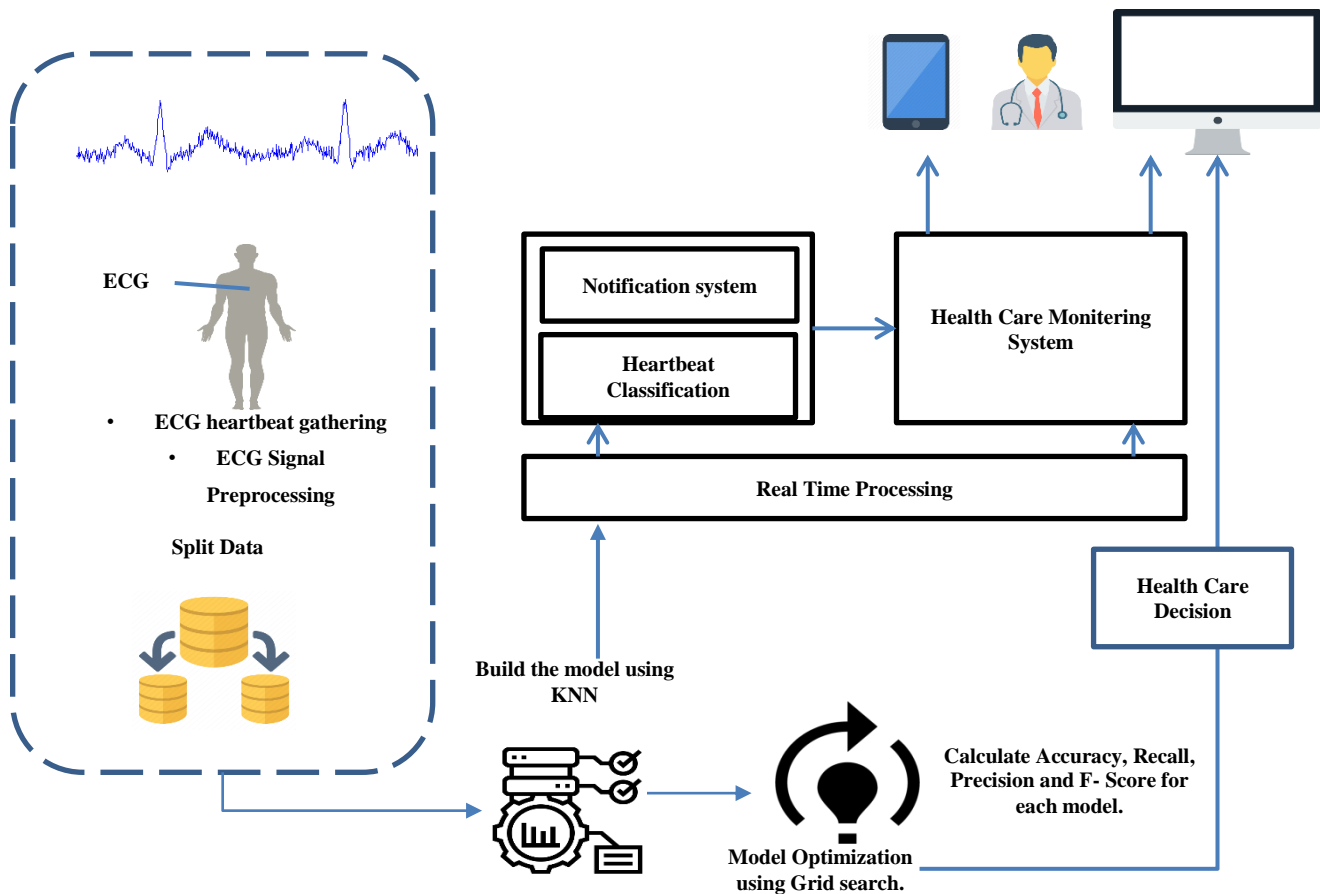 ECG
• ECG heartbeat gathering
• ECG Signal
Preprocessing
Split Data
Notification system
Heartbeat
Classification
Health Care Monitering
System
Real Time Processing
Health Care
Decision
Build the model using
KNN
Calculate Accuracy, Recall,
Precision and F- Score for
each model.
Model Optimization
using Grid search.